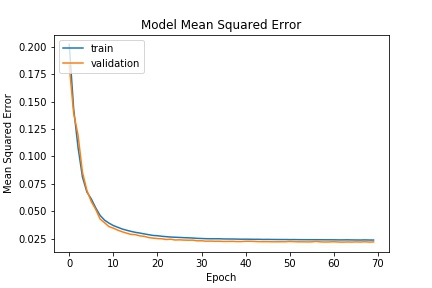 Model Mean Squared Error
train
validation
Mean Squared Error
0.200
0.175
0.150
0.125
0.100
0.075
0.050
0.025
0 10 20 30 40 50 60 70
Epoch